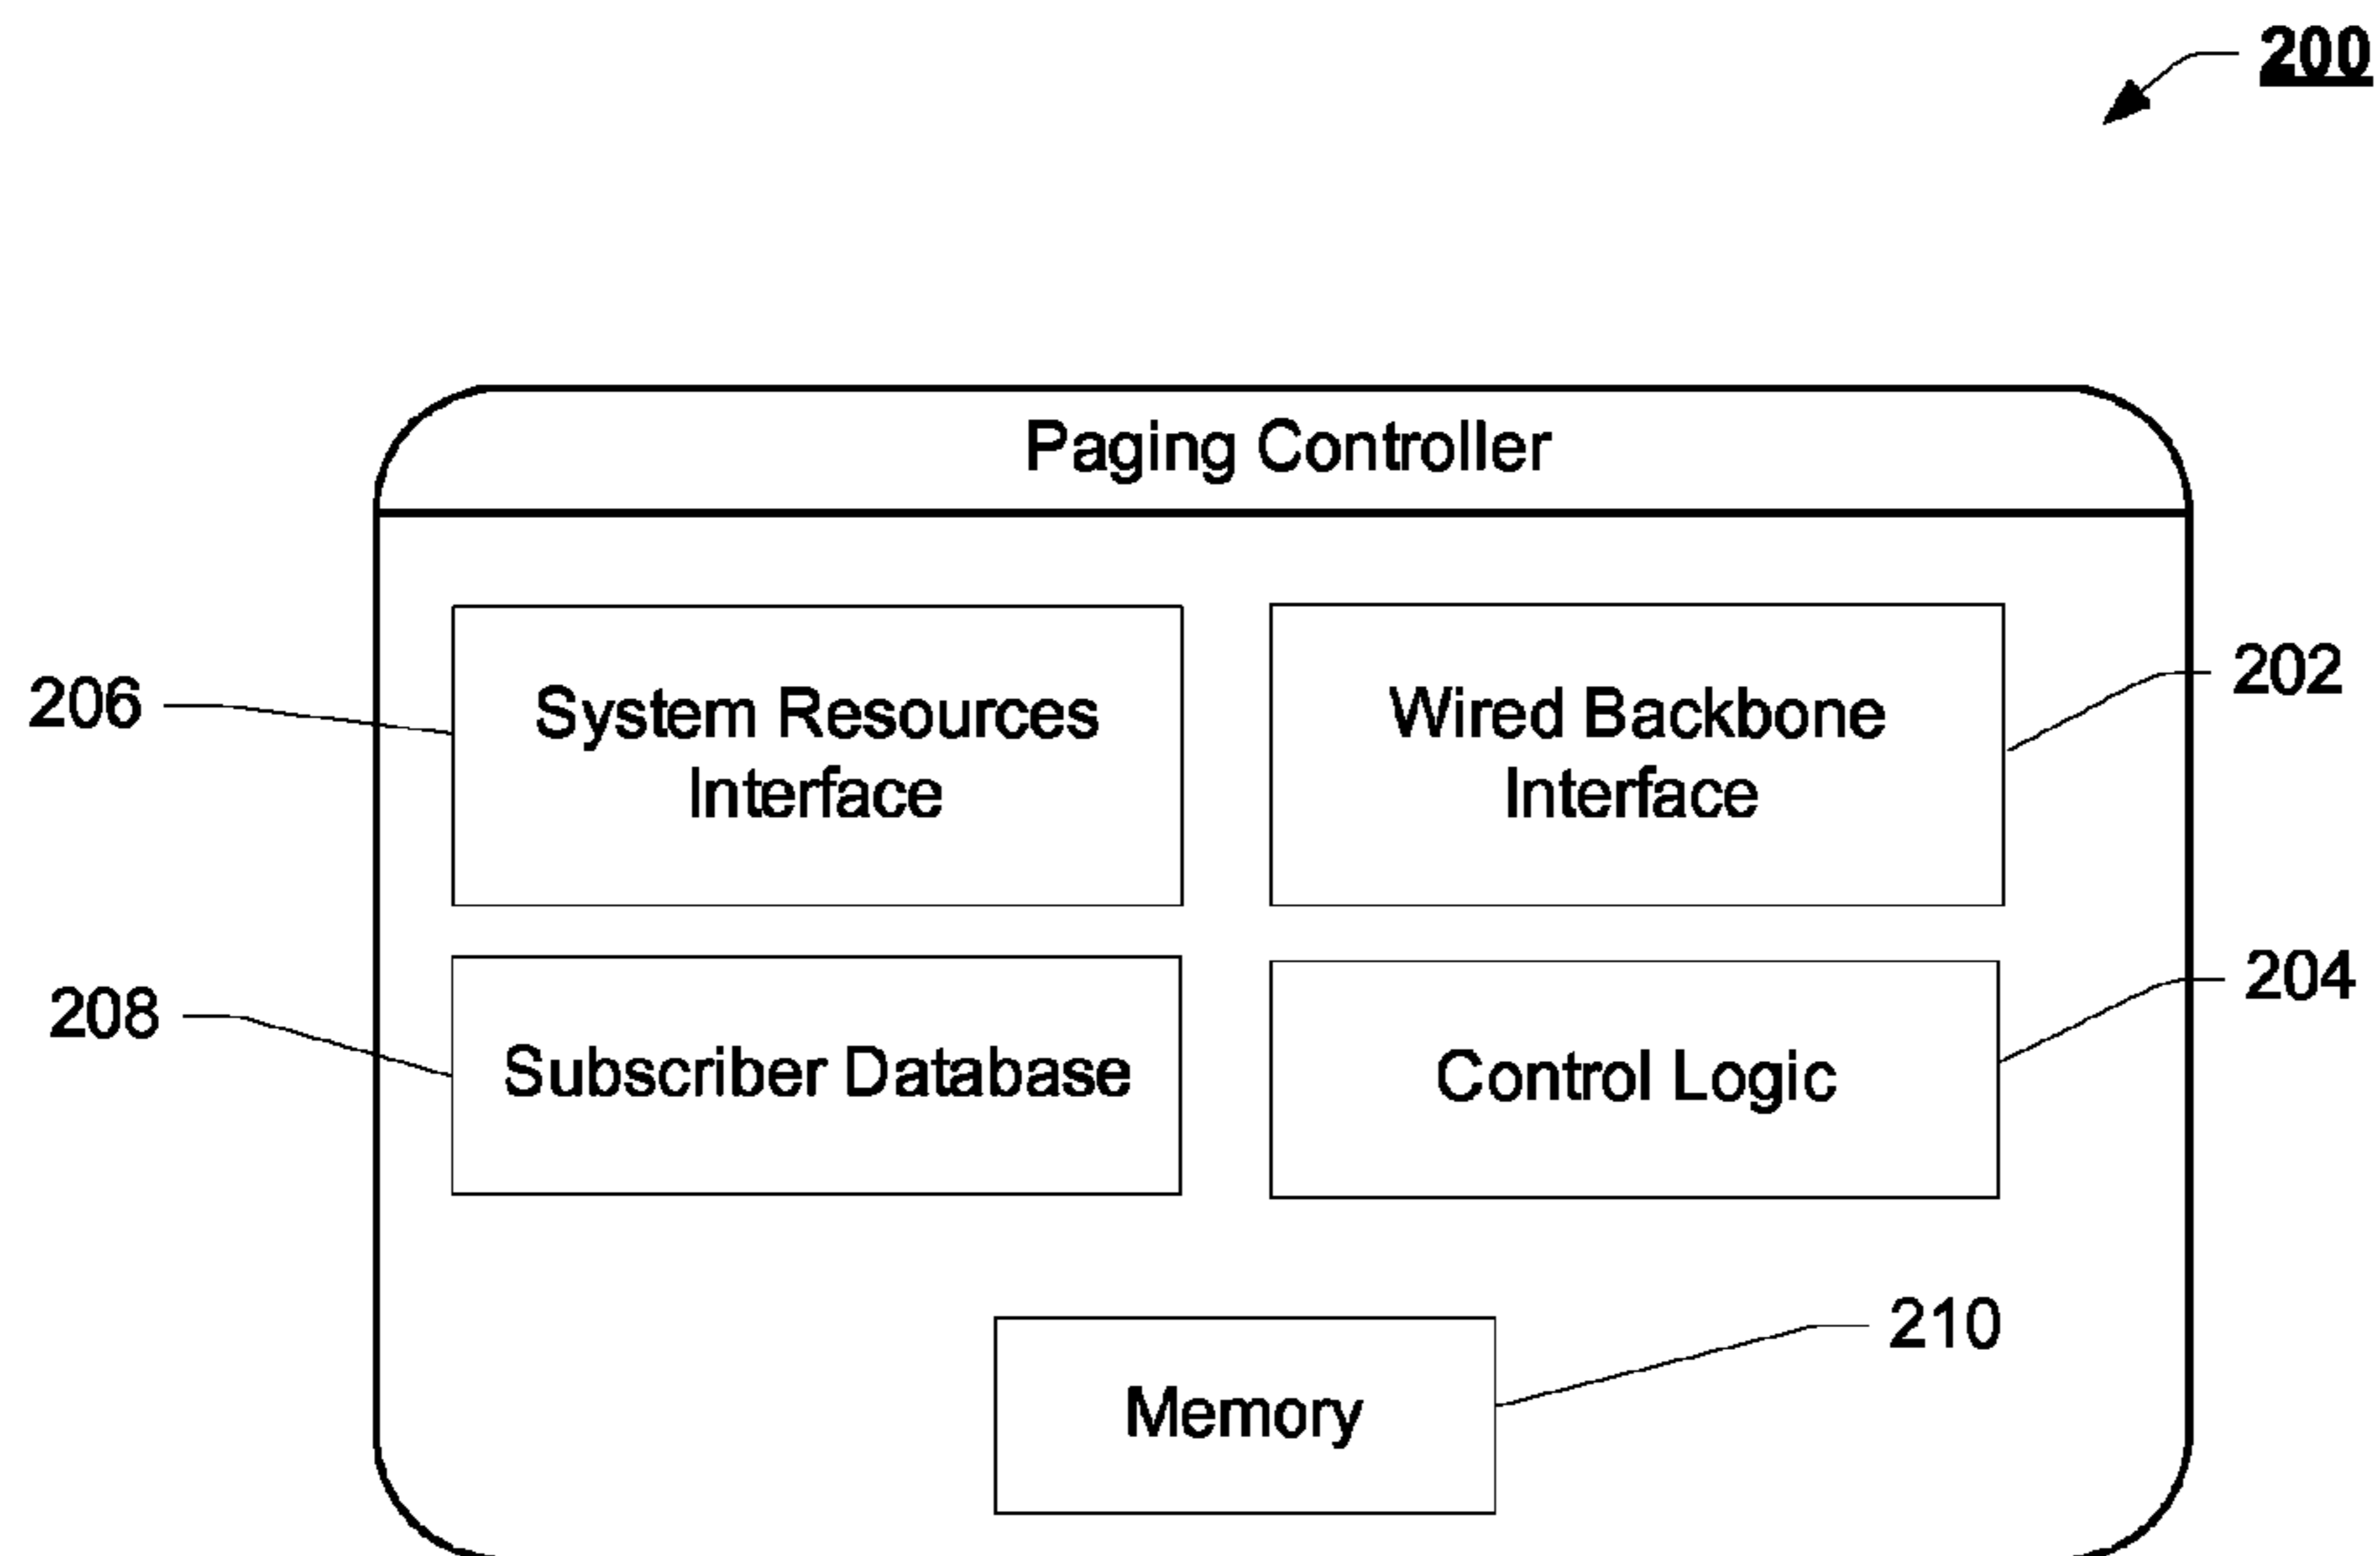 200
Paging Controller
206
System Resources
Interface
Wired Backbone
Interface
202
208
Subscriber Database
Control Logic
204
Memory
210